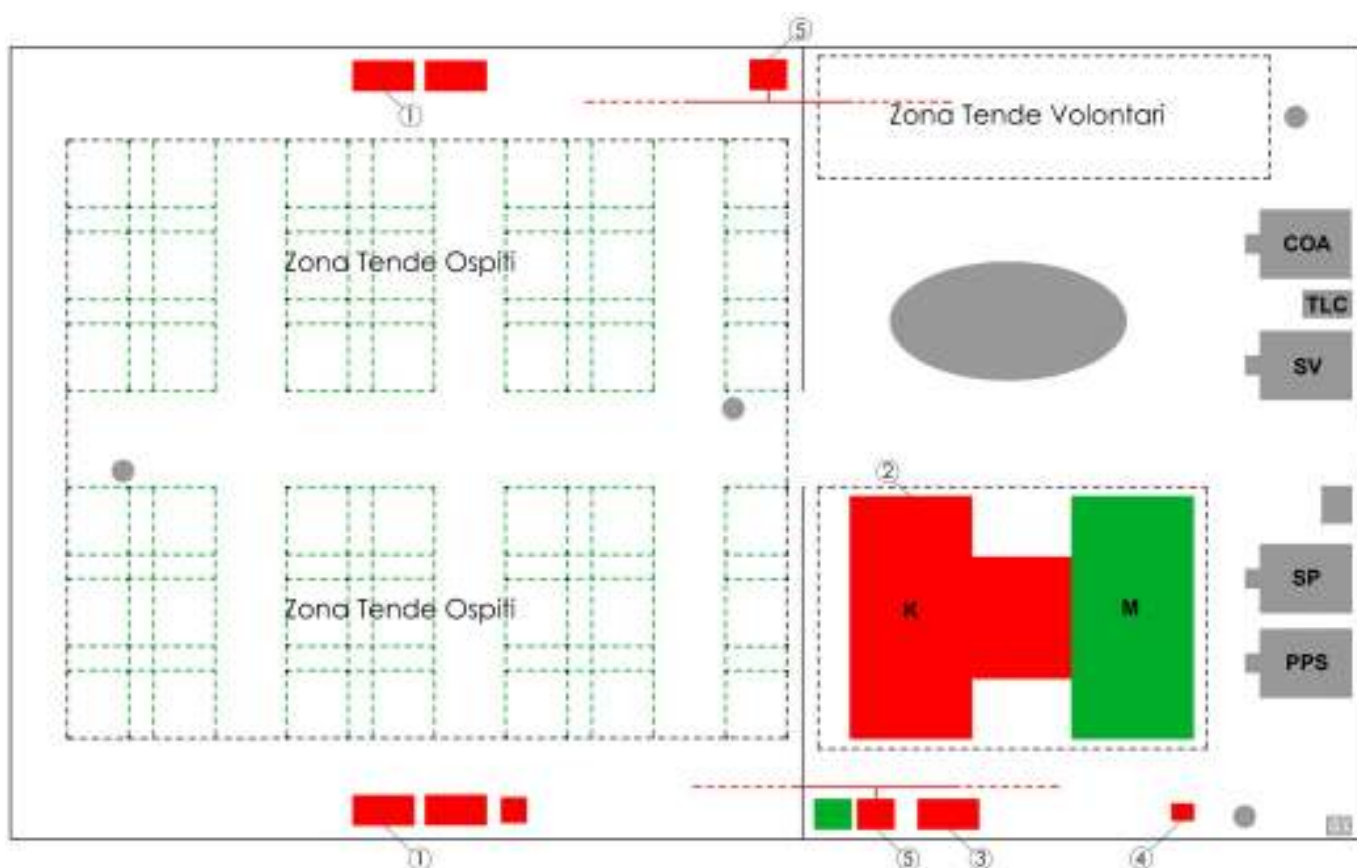 ⑤
①
Zona Tende Volontari
COA
Zona Tende Ospiti
TLC
SV
②
SP
Zona Tende Ospiti
K
M
PPS
①
⑤
③
④